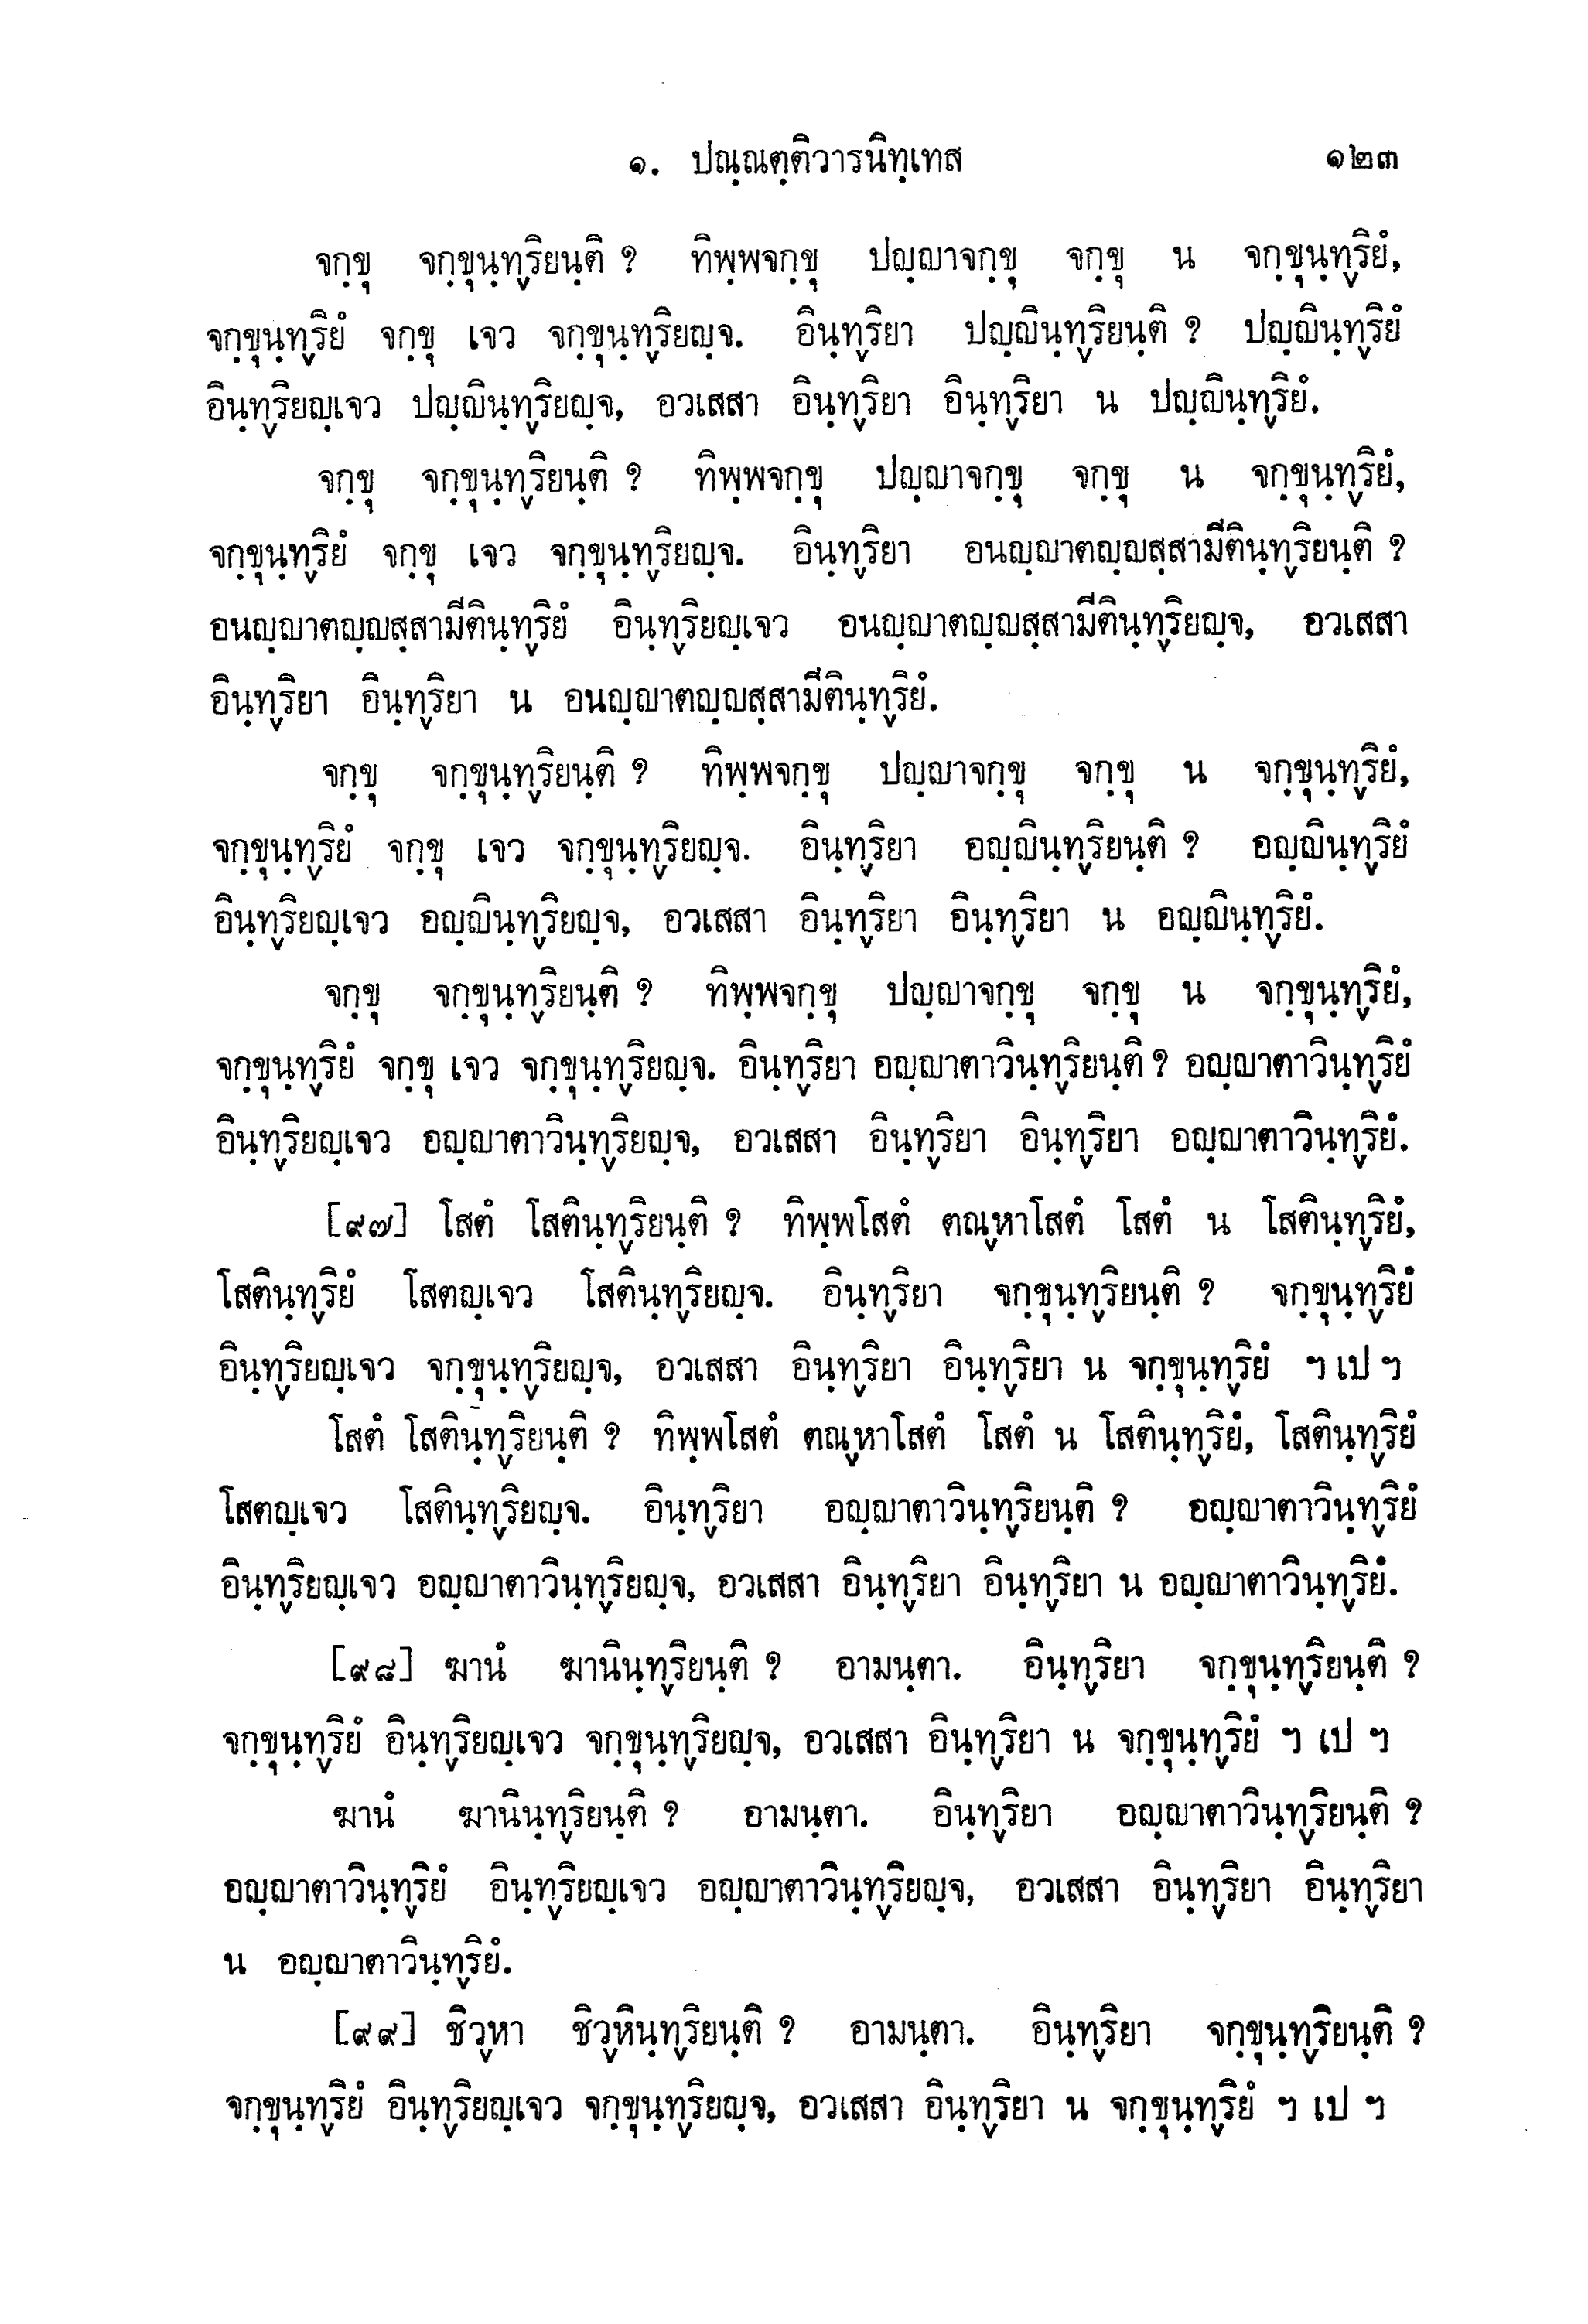 ๑. ปณฺณตฺติวารนิทฺเทส ๑๒๓
จกฺขุ จกฺขุนฺทฺริยนฺติ ? ทิพฺพจกฺขุ ปญฺญาจกฺขุ จกฺขุ น จกฺขุนฺทฺริยํ,
จกฺขุนฺทฺริยํ จกฺขุ เจว จกฺขุนฺทฺริยญฺจ. อินฺทฺริยา ปญฺญินฺทฺริยนฺติ ? ปญฺญินฺทฺริยํ
อินฺทฺริยญฺเจว ปญฺญินฺทฺริยญฺจ, อวเสสา อินฺทฺริยา อินฺทฺริยา น ปญฺญินฺทฺริยํ.
จกฺขุ จกฺขุนฺทฺริยนฺติ ? ทิพฺพจกฺขุ ปญฺญาจกฺขุ จกฺขุ น จกฺขุนฺทฺริยํ,
จกฺขุนฺทฺริยํ จกฺขุ เจว จกฺขุนฺทฺริยญฺจ. อินฺทฺริยา อนญฺญาตญฺญสฺสามีตินฺทฺริยนฺติ ?
อนญฺญาตญฺญสฺสามีตินฺทฺริยํ อินฺทฺริยญฺเจว อนญฺญาตญฺญสฺสามีตินฺทฺริยญฺจ, อวเสสา
อินฺทฺริยา อินฺทฺริยา น อนญฺญาตญฺญสฺสามีตินฺทฺริยํ.
จกฺขุ จกฺขุนฺทฺริยนฺติ ? ทิพฺพจกฺขุ ปญฺญาจกฺขุ จกฺขุ น จกฺขุนฺทฺริยํ,
จกฺขุนฺทฺริยํ จกฺขุ เจว จกฺขุนฺทฺริยญฺจ. อินฺทฺริยา อญฺญินฺทฺริยนฺติ ? อญฺญินฺทฺริยํ
อินฺทฺริยญฺเจว อญฺญินฺทฺริยญฺจ, อวเสสา อินฺทฺริยา อินฺทฺริยา น อญฺญินฺทฺริยํ.
จกฺขุ จกฺขุนฺทฺริยนฺติ ? ทิพฺพจกฺขุ ปญฺญาจกฺขุ จกฺขุ น จกฺขุนฺทฺริยํ,
จกฺขุนฺทฺริยํ จกฺขุ เจว จกฺขุนฺทฺริยญฺจ. อินฺทฺริยา อญฺญาตาวินฺทฺริยนฺติ ? อญฺญาตาวินฺทฺริยํ
อินฺทฺริยญฺเจว อญฺญาตาวินฺทฺริยญฺจ, อวเสสา อินฺทฺริยา อินฺทฺริยา อญฺญาตาวินฺทฺริยํ.
[๙๗] โสตํ โสตินฺทฺริยนฺติ ? ทิพฺพโสตํ ตณฺหาโสตํ โสตํ น โสตินฺทฺริยํ,
โสตินฺทฺริยํ โสตญฺเจว โสตินฺทฺริยญฺจ. อินฺทฺริยา จกฺขุนฺทฺริยนฺติ ? จกฺขุนฺทฺริยํ
อินฺทฺริยญฺเจว จกฺขุนฺทฺริยญฺจ, อวเสสา อินฺทฺริยา อินฺทฺริยา น จกฺขุนฺทฺริยํ ฯ เป ฯ
โสตํ โสตินฺทฺริยนฺติ ? ทิพฺพโสตํ ตณฺหาโสตํ โสตํ น โสตินฺทฺริยํ, โสตินฺทฺริยํ
โสตญฺเจว โสตินฺทฺริยญฺจ. อินฺทฺริยา อญฺญาตาวินฺทฺริยนฺติ ? อญฺญาตาวินฺทฺริยํ
อินฺทฺริยญฺเจว อญฺญาตาวินฺทฺริยญฺจ, อวเสสา อินฺทฺริยา อินฺทฺริยา น อญฺญาตาวินฺทฺริยํ.
[๙๘] ฆานํ ฆานินฺทฺริยนฺติ ? อามนฺตา. อินฺทฺริยา จกฺขุนฺทฺริยนฺติ ?
จกฺขุนฺทฺริยํ อินฺทฺริยญฺเจว จกฺขุนฺทฺริยญฺจ, อวเสสา อินฺทฺริยา น จกฺขุนฺทฺริยํ ฯ เป ฯ
ฆานํ ฆานินฺทฺริยนฺติ ? อามนฺตา. อินฺทฺริยา อญฺญาตาวินฺทฺริยนฺติ ?
อญฺญาตาวินฺทฺริยํ อินฺทฺริยญฺเจว อญฺญาตาวินฺทฺริยญฺจ, อวเสสา อินฺทฺริยา อินฺทฺริยา
น อญฺญาตาวินฺทฺริยํ.
[๙๙] ชิวฺหา ชิวฺหินฺทฺริยนฺติ ? อามนฺตา. อินฺทฺริยา จกฺขุนฺทฺริยนฺติ ?
จกฺขุนฺทฺริยํ อินฺทฺริยญฺเจว จกฺขุนฺทฺริยญฺจ, อวเสสา อินฺทฺริยา น จกฺขุนฺทฺริยํ ฯ เป ฯ